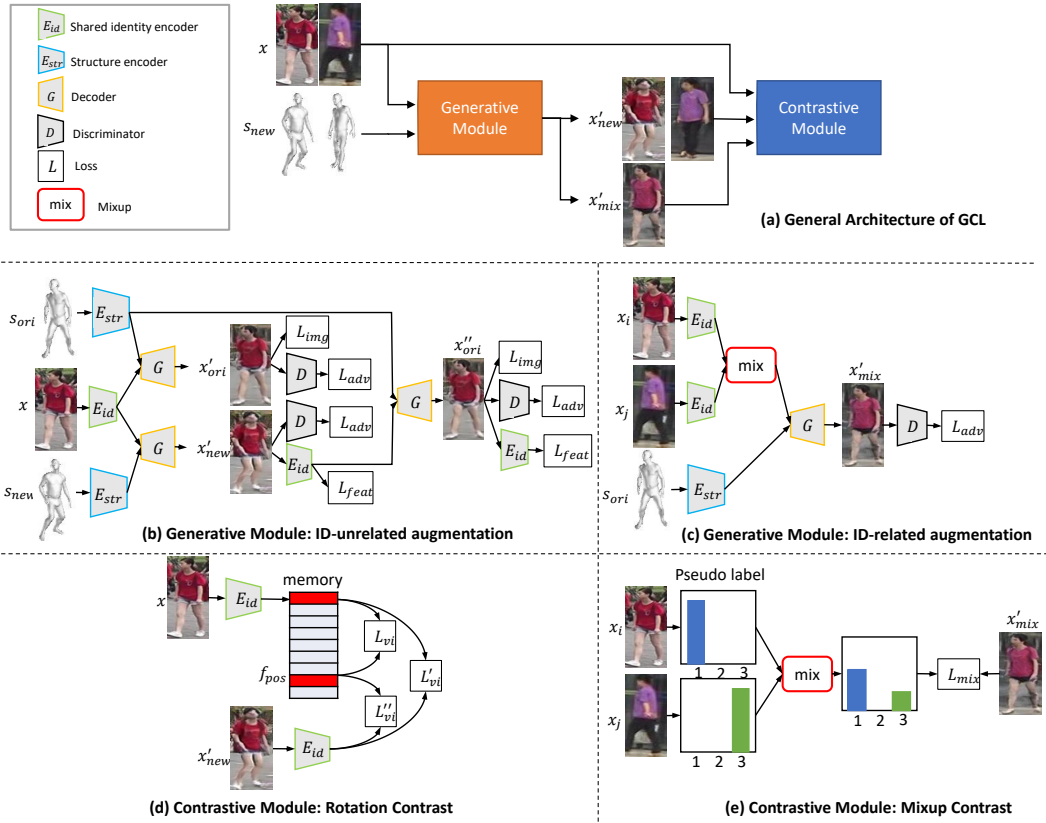 E_id Shared identity encoder
E_str Structure encoder
G Decoder
D Discriminator
L Loss
mix Mixup
x
s_new
Generative
Module
x'_new
x'_mix
Contrastive
Module
(a) General Architecture of GCL
s_ori
E_str
G
x'_ori
L_img
D
L_adv
x
E_id
G
x'_new
D
L_adv
E_id
L_feat
s_new
E_str
G
x''_ori
L_img
D
L_adv
E_id
L_feat
(b) Generative Module: ID-unrelated augmentation
x_i
E_id
mix
x_j
E_id
G
x'_mix
D
L_adv
s_ori
E_str
(c) Generative Module: ID-related augmentation
memory
x
E_id
L_vi
f_pos
L'_vi
L''_vi
x'_new
E_id
(d) Contrastive Module: Rotation Contrast
Pseudo label
x_i
1 2 3
x_j
1 2 3
mix
1 2 3
L_mix
x'_mix
(e) Contrastive Module: Mixup Contrast